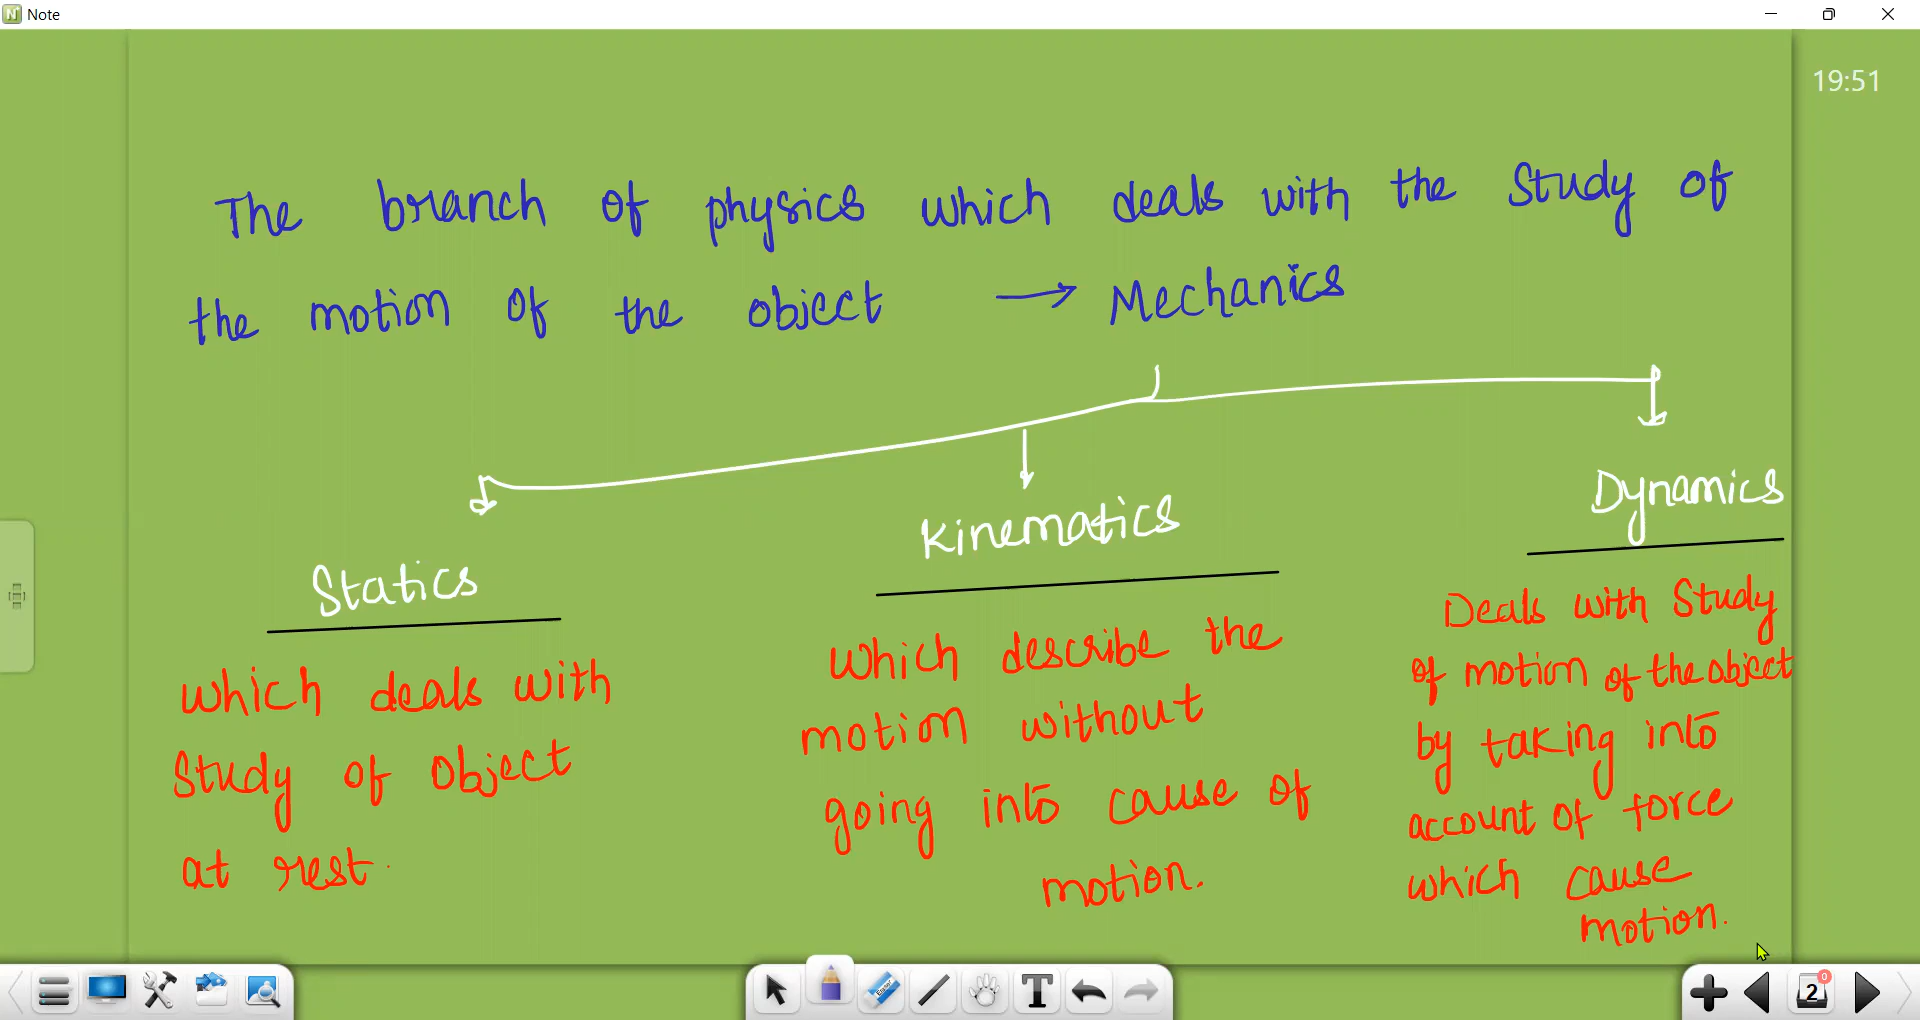 Note
19:51
The branch of physics which deals with the study of
the motion of the object → Mechanics
Statics
which deals with
study of object
at rest.
Kinematics
which describe the
motion without
going into cause of
motion.
Dynamics
Deals with study
of motion of the object
by taking into
account of force
which cause
motion.
Eraser
T
2
0